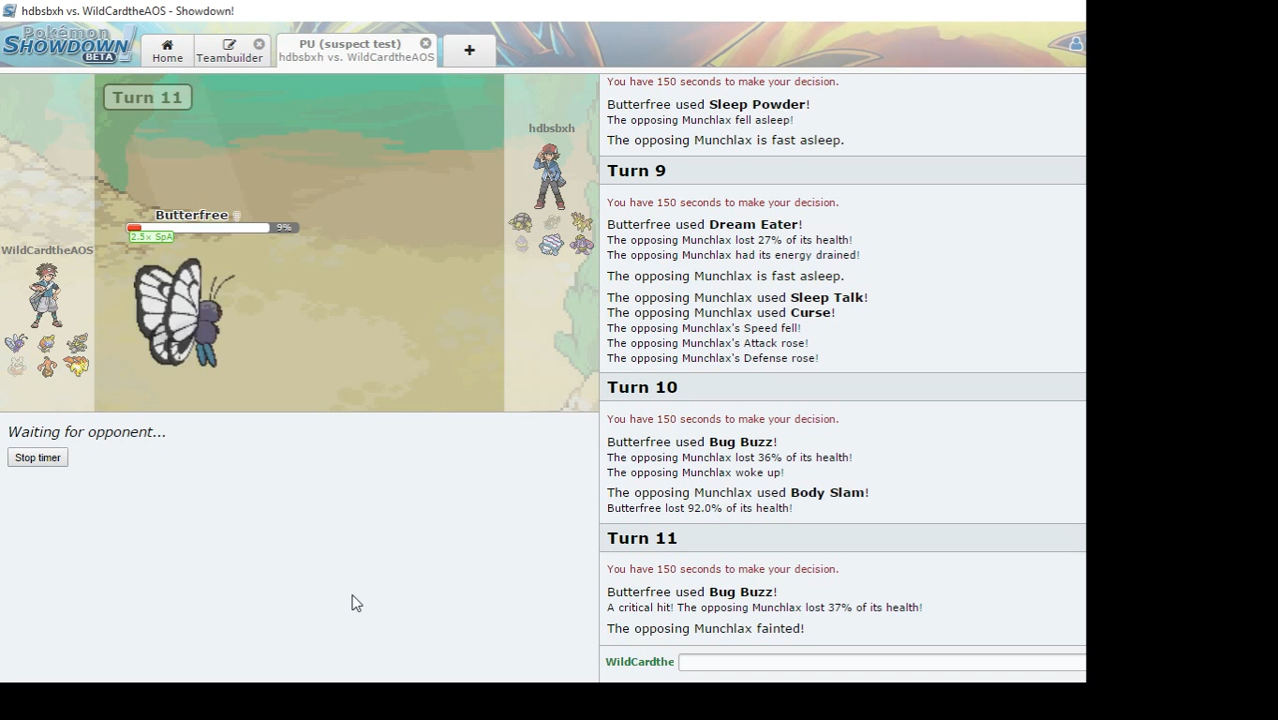 hdbsbxh vs. WildCardtheAOS - Showdown!
Pokémon
SHOWDOWN
BETA
Home
Teambuilder
PU (suspect test)
hdbsbxh vs. WildCardtheAOS
+
Turn 11
hdbsbxh
Butterfree
9%
2.5× SpA
WildCardtheAOS
Waiting for opponent...
Stop timer
You have 150 seconds to make your decision.
Butterfree used Sleep Powder!
The opposing Munchlax fell asleep!
The opposing Munchlax is fast asleep.
Turn 9
You have 150 seconds to make your decision.
Butterfree used Dream Eater!
The opposing Munchlax lost 27% of its health!
The opposing Munchlax had its energy drained!
The opposing Munchlax is fast asleep.
The opposing Munchlax used Sleep Talk!
The opposing Munchlax used Curse!
The opposing Munchlax's Speed fell!
The opposing Munchlax's Attack rose!
The opposing Munchlax's Defense rose!
Turn 10
You have 150 seconds to make your decision.
Butterfree used Bug Buzz!
The opposing Munchlax lost 36% of its health!
The opposing Munchlax woke up!
The opposing Munchlax used Body Slam!
Butterfree lost 92.0% of its health!
Turn 11
You have 150 seconds to make your decision.
Butterfree used Bug Buzz!
A critical hit! The opposing Munchlax lost 37% of its health!
The opposing Munchlax fainted!
WildCardthe